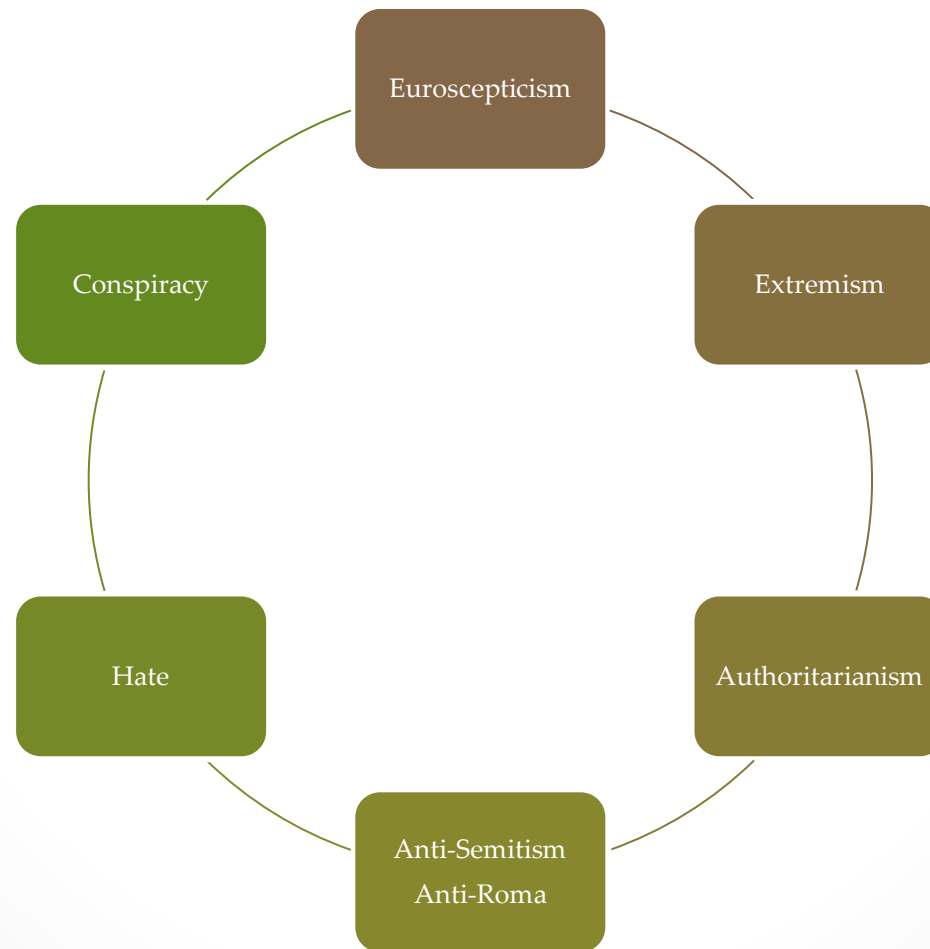 Euroscepticism
Extremism
Authoritarianism
Anti-Semitism
Anti-Roma
Hate
Conspiracy